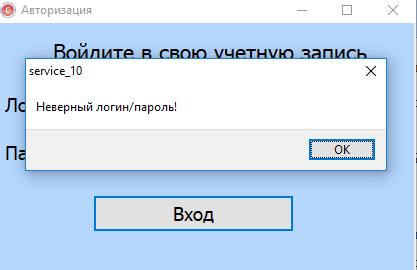 Авторизация
Войдите в свою учетную запись
service_10
Неверный логин/пароль!
OK
Вход